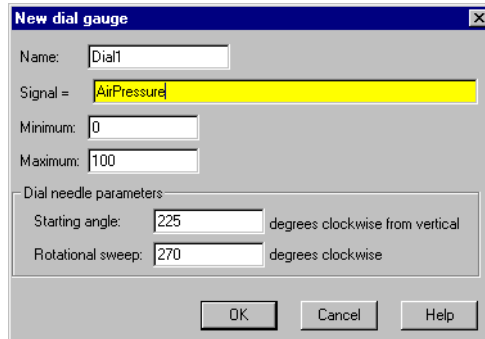 New dial gauge
Name: Dial1
Signal = AirPressure
Minimum: 0
Maximum: 100
Dial needle parameters
Starting angle: 225 degrees clockwise from vertical
Rotational sweep: 270 degrees clockwise
OK Cancel Help